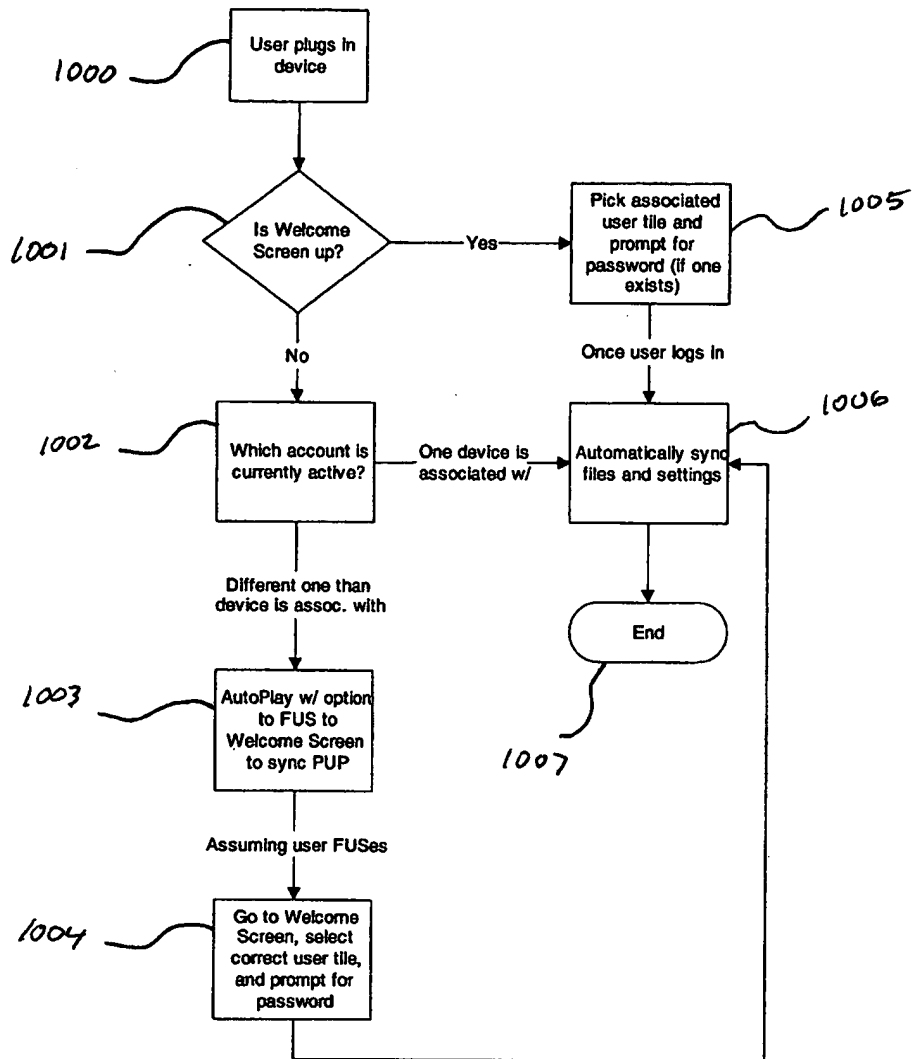 1000
User plugs in
device
1001
Is Welcome
Screen up?
Yes
Pick associated
user tile and
prompt for
password (if one
exists)
1005
No
Once user logs in
1002
Which account is
currently active?
One device is
associated w/
Automatically sync
files and settings
1006
Different one than
device is assoc. with
End
1007
1003
AutoPlay w/ option
to FUS to
Welcome Screen
to sync PUP
Assuming user FUSes
1004
Go to Welcome
Screen, select
correct user tile,
and prompt for
password